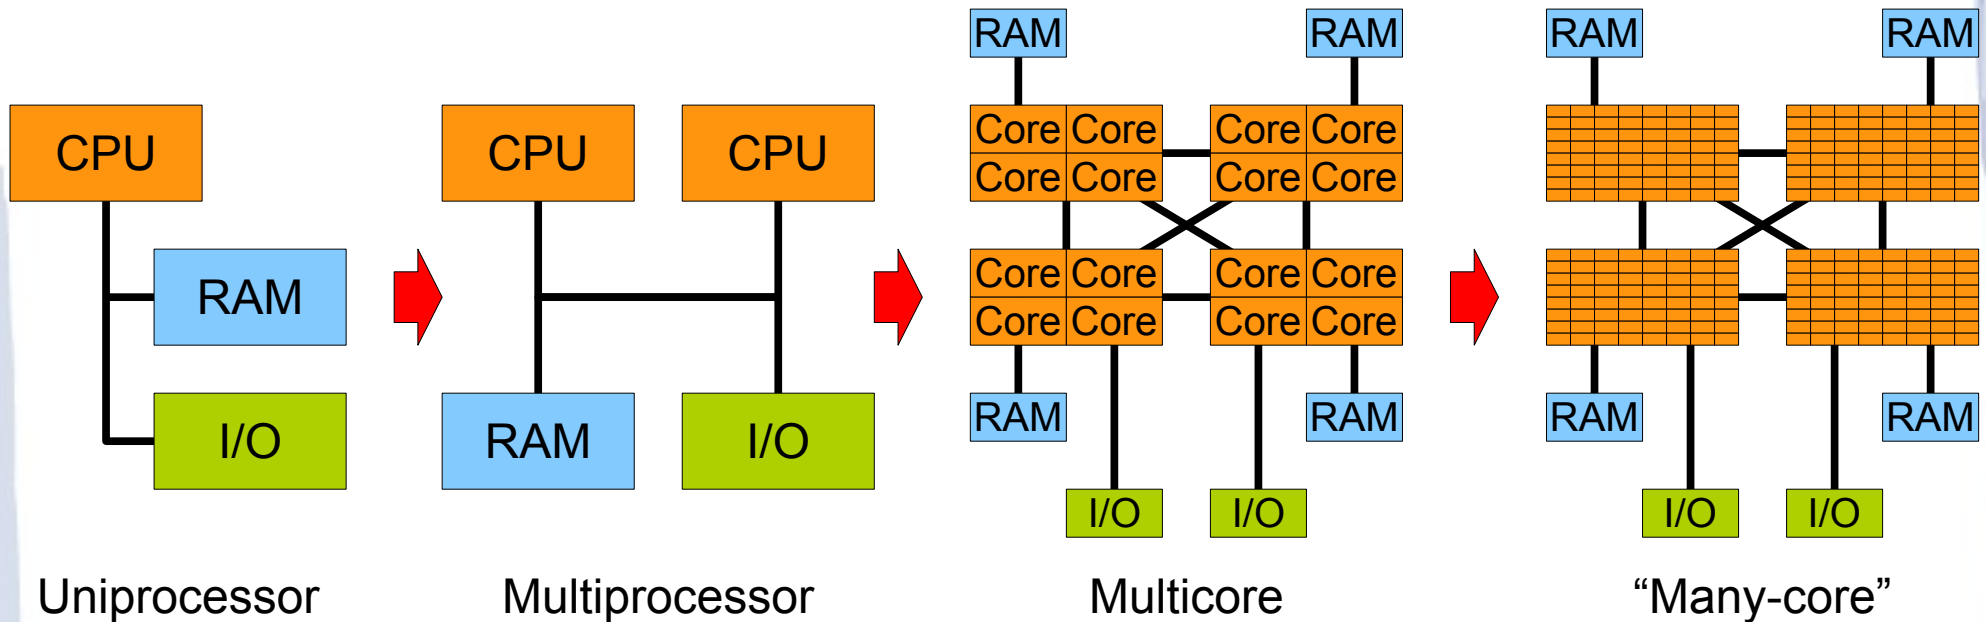 CPU
RAM
I/O
Uniprocessor
CPU CPU
RAM I/O
Multiprocessor
RAM RAM
Core Core Core Core
Core Core Core Core
Core Core Core Core
Core Core Core Core
RAM RAM
I/O I/O
Multicore
RAM RAM
RAM RAM
I/O I/O
“Many-core”